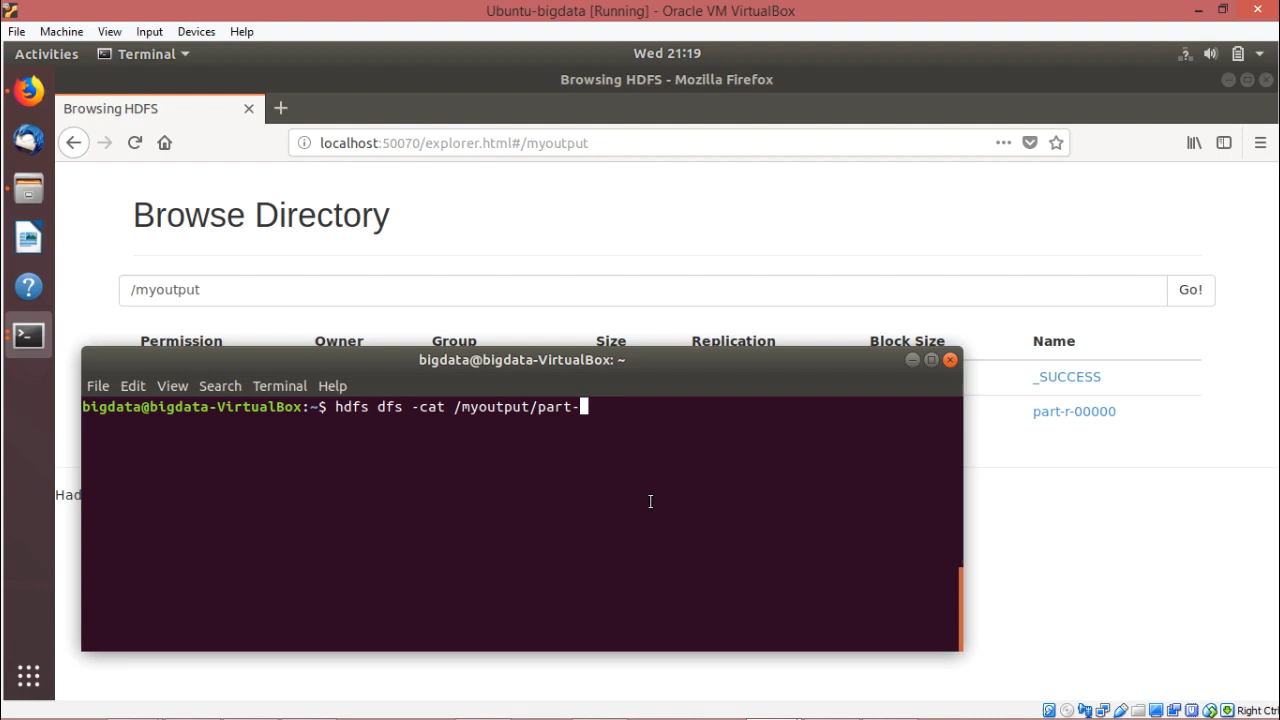 Ubuntu-bigdata [Running] - Oracle VM VirtualBox
File Machine View Input Devices Help
Activities Terminal Wed 21:19
Browsing HDFS - Mozilla Firefox
Browsing HDFS
localhost:50070/explorer.html#/myoutput
Browse Directory
/myoutput Go!
Permission Owner Group Size Replication Block Size Name
bigdata@bigdata-VirtualBox: ~
_SUCCESS
File Edit View Search Terminal Help
bigdata@bigdata-VirtualBox:~$ hdfs dfs -cat /myoutput/part-
part-r-00000
Had
Right Ctrl